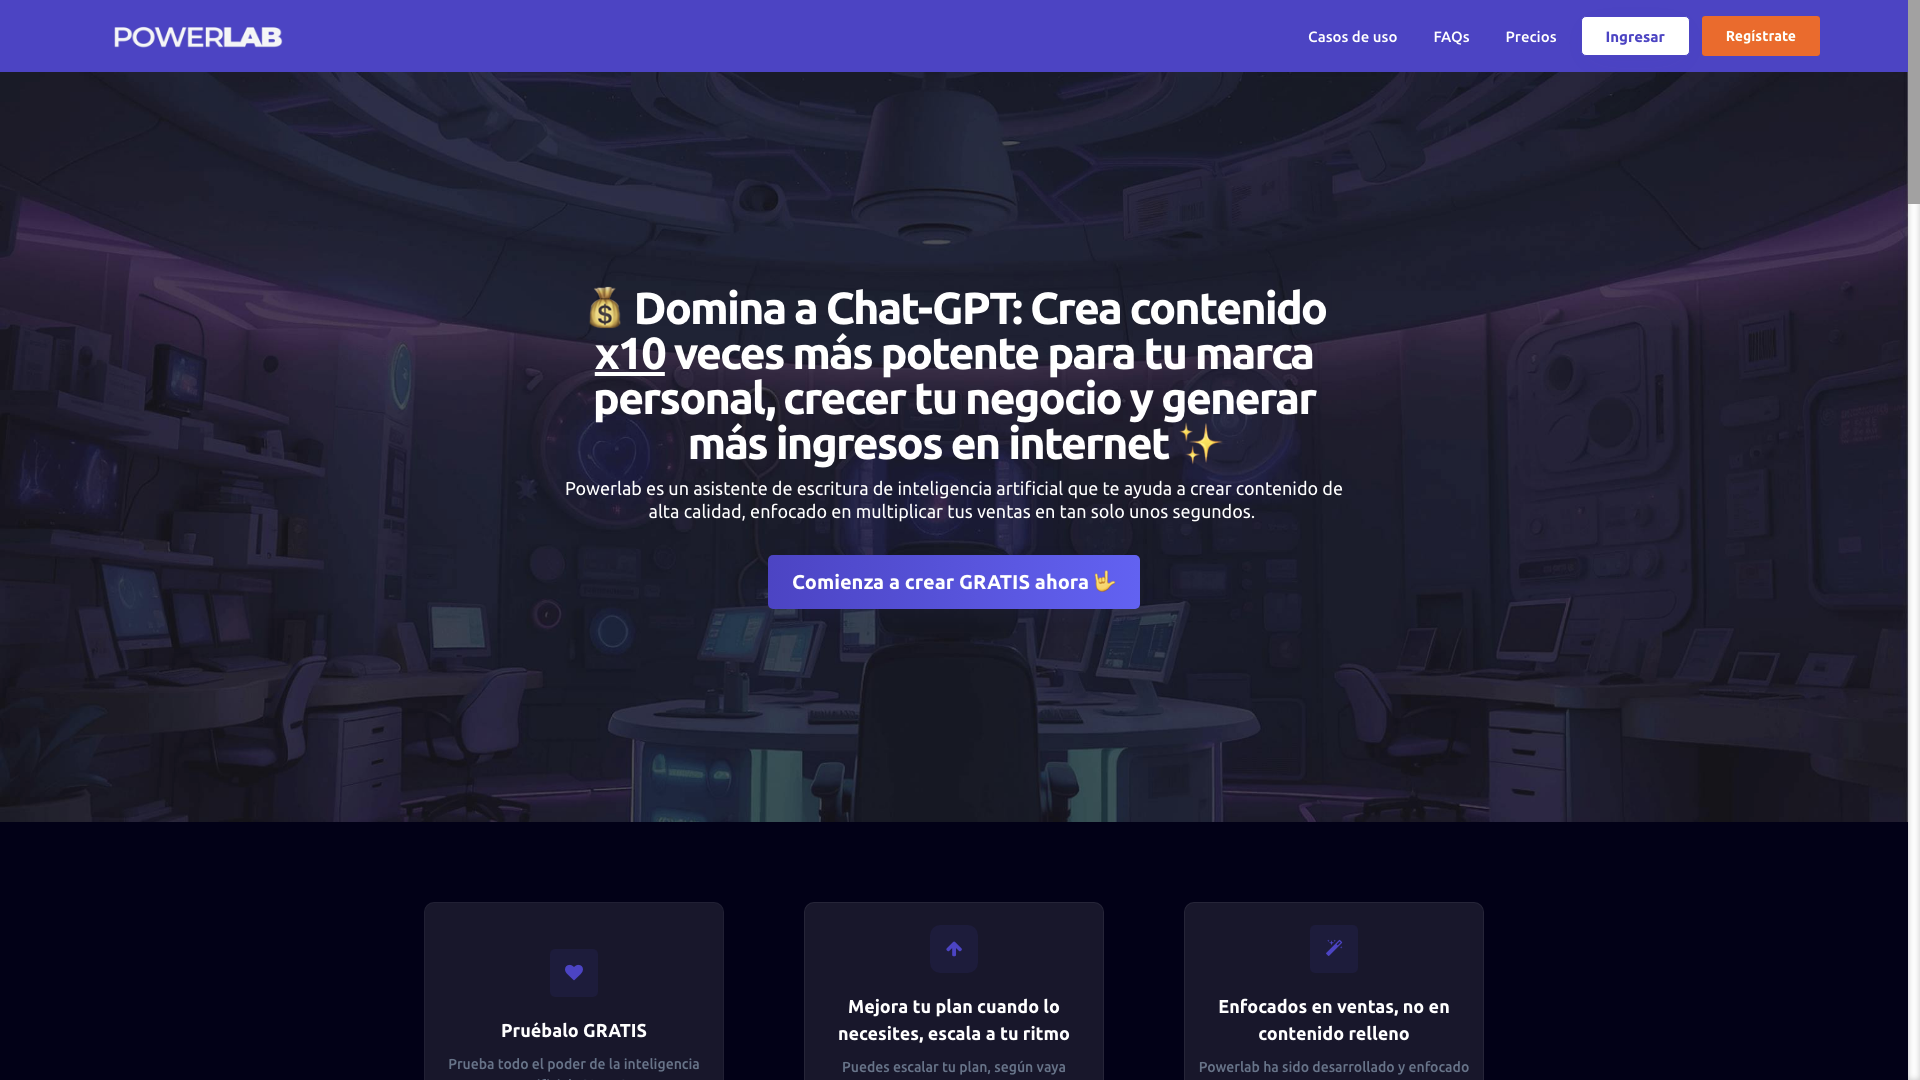 POWERLAB
Casos de uso
FAQs
Precios
Ingresar
Regístrate
💰 Domina a Chat-GPT: Crea contenido
x10 veces más potente para tu marca
personal, crecer tu negocio y generar
más ingresos en internet ✨
Powerlab es un asistente de escritura de inteligencia artificial que te ayuda a crear contenido de
alta calidad, enfocado en multiplicar tus ventas en tan solo unos segundos.
Comienza a crear GRATIS ahora 🤟
Pruébalo GRATIS
Prueba todo el poder de la inteligencia
Mejora tu plan cuando lo
necesites, escala a tu ritmo
Puedes escalar tu plan, según vaya
Enfocados en ventas, no en
contenido relleno
Powerlab ha sido desarrollado y enfocado